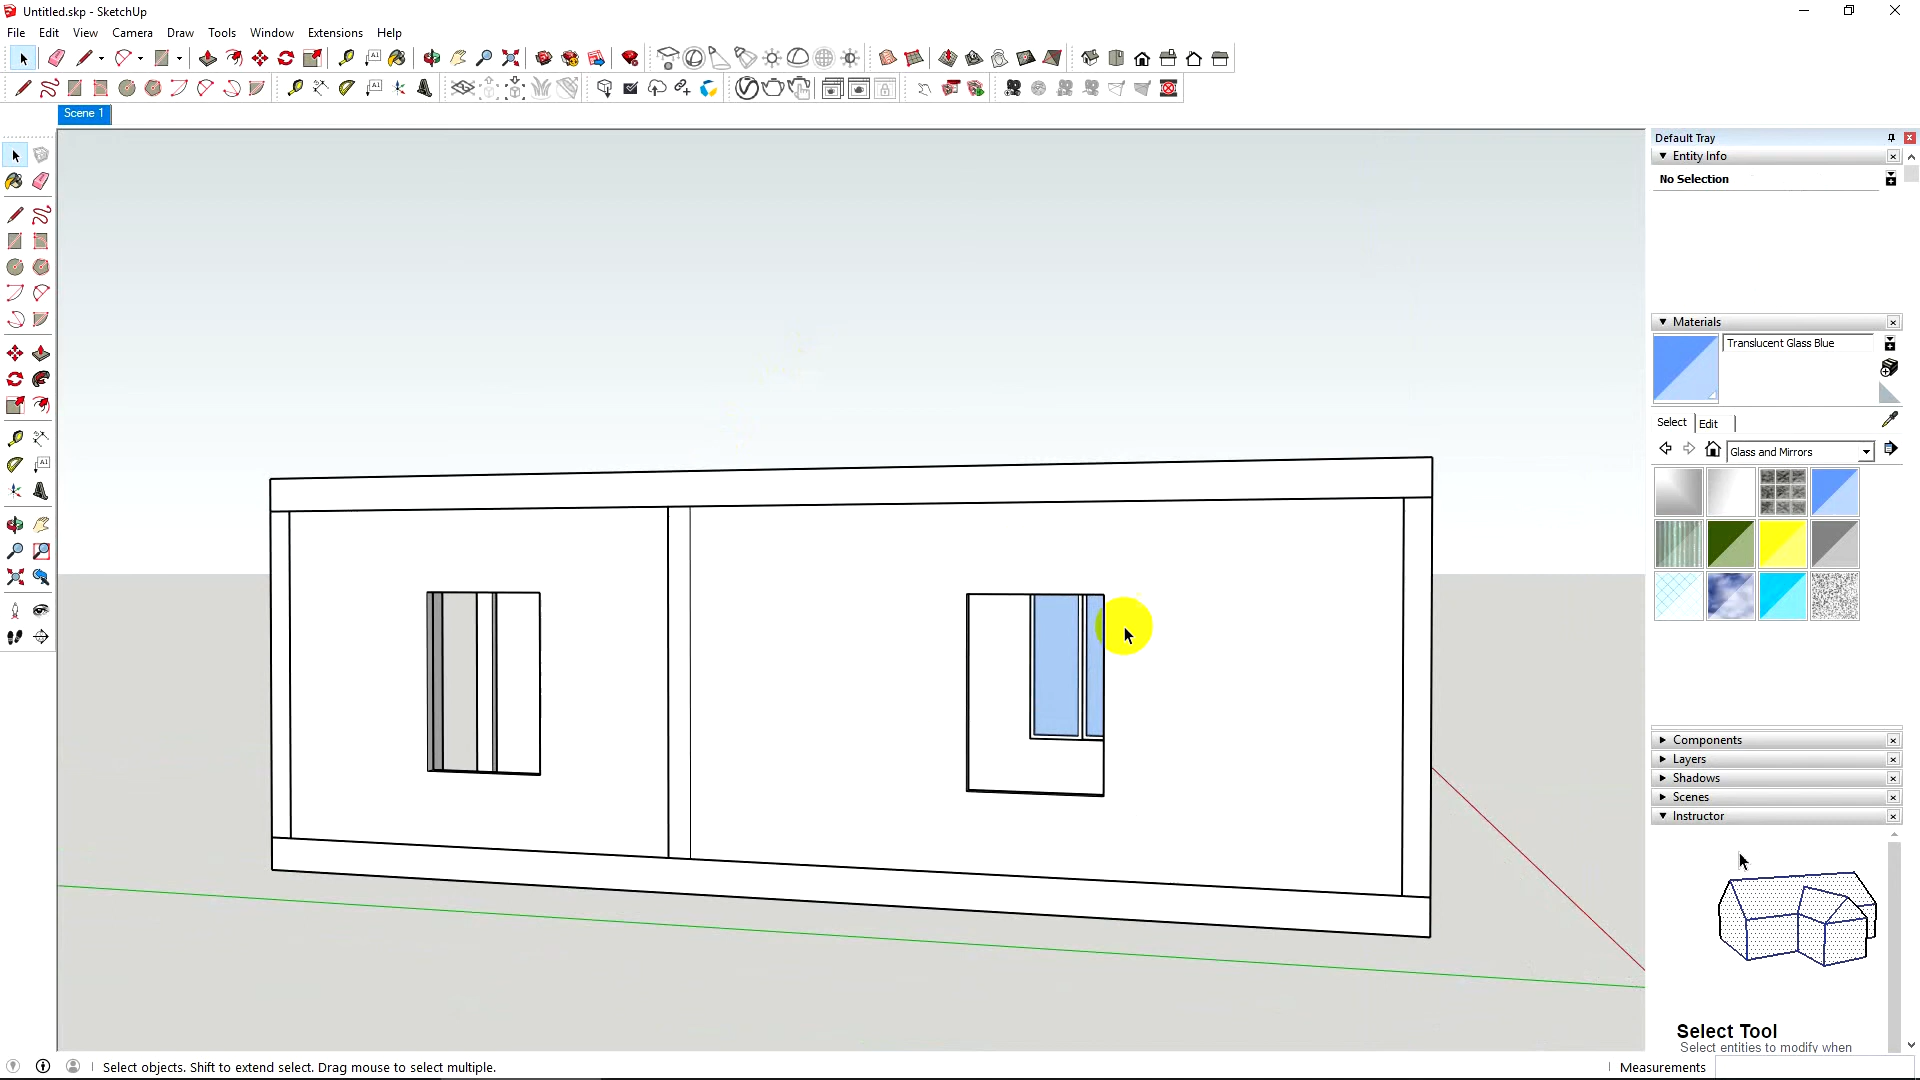 Untitled.skp - SketchUp
File Edit View Camera Draw Tools Window Extensions Help
Scene 1
Default Tray
Entity Info
No Selection
Materials
Translucent Glass Blue
Select Edit
Glass and Mirrors
Components
Layers
Shadows
Scenes
Instructor
Select Tool
Select entities to modify when
Select objects. Shift to extend select. Drag mouse to select multiple.
Measurements